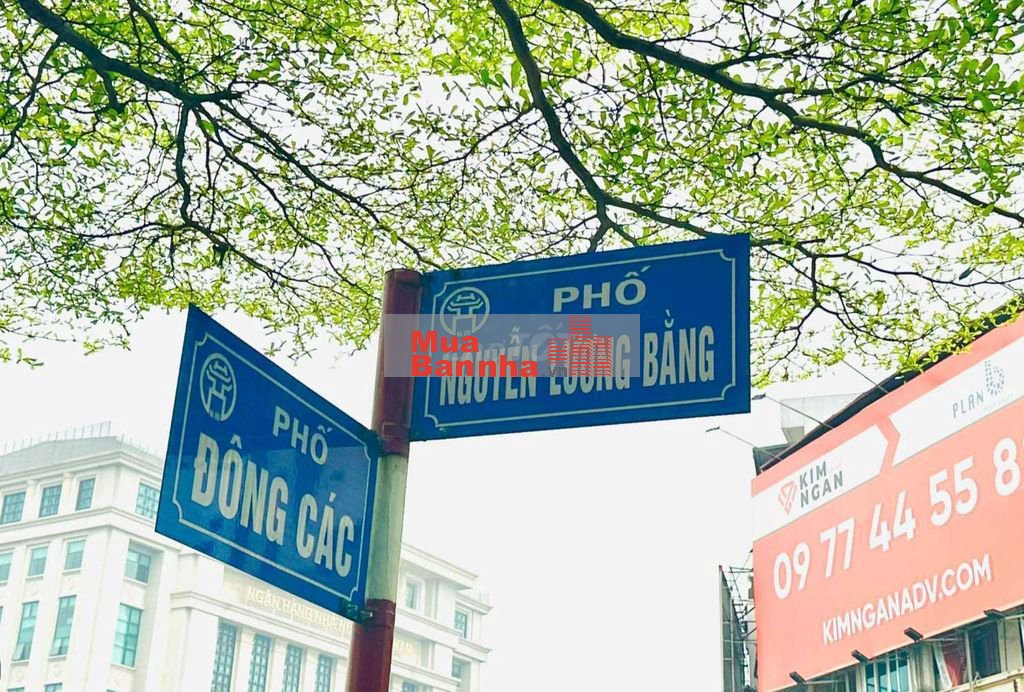 PHỐ
NGUYỄN LƯƠNG BẰNG
Mua
Bannha
PHỐ
ĐÔNG CÁC
NGÂN HÀNG NHÀ
NAM
PLAN
KIM
NGAN
09 77 44 55 8
KIMNGANADV.COM